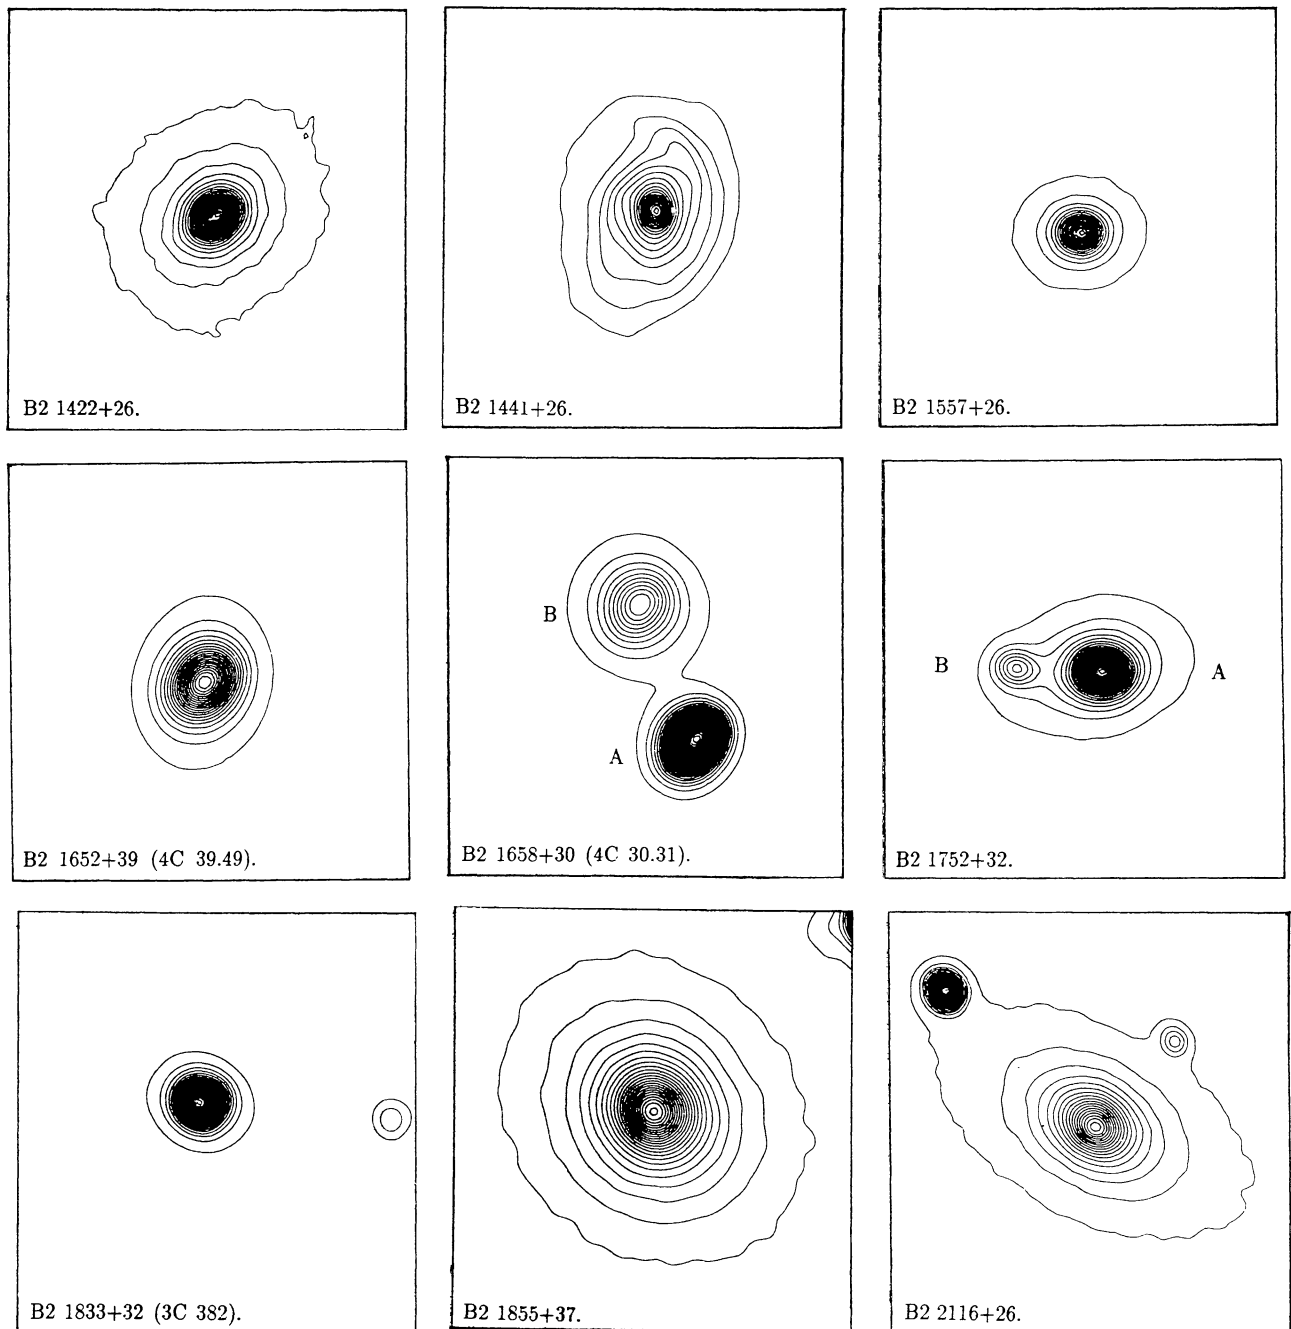 B2 1422+26.
B2 1441+26.
B2 1557+26.
B
A
B
A
B2 1652+39 (4C 39.49).
B2 1658+30 (4C 30.31).
B2 1752+32.
B2 1833+32 (3C 382).
B2 1855+37.
B2 2116+26.